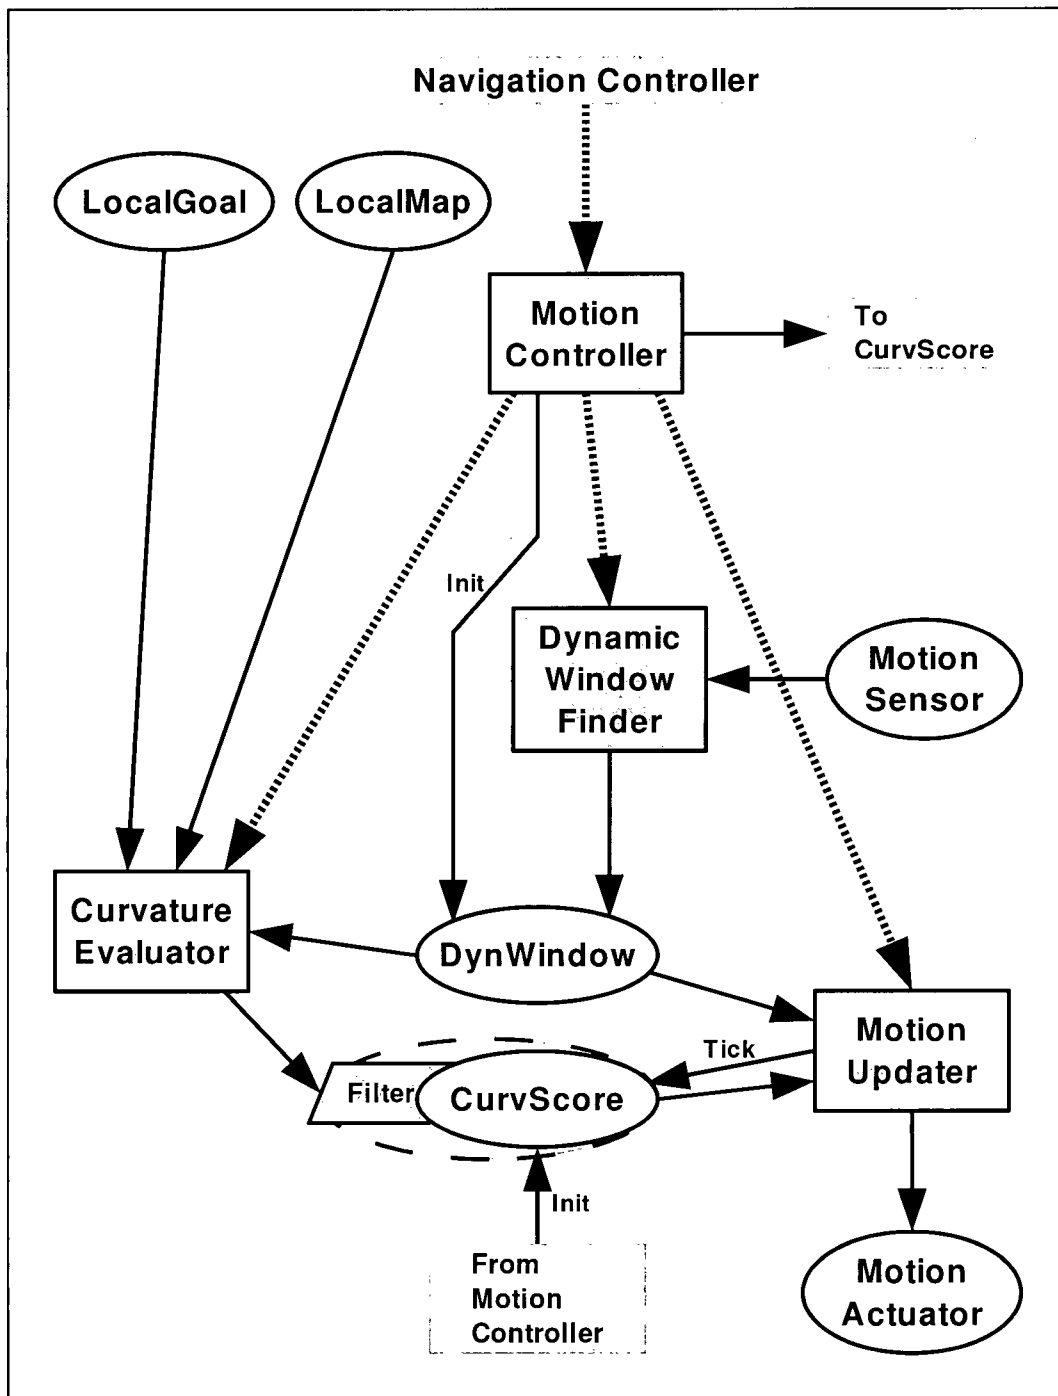 Navigation Controller
LocalGoal
LocalMap
Motion
Controller
To
CurvScore
Init
Dynamic
Window
Finder
Motion
Sensor
Curvature
Evaluator
DynWindow
Motion
Updater
Tick
Filter
CurvScore
Init
From
Motion
Controller
Motion
Actuator